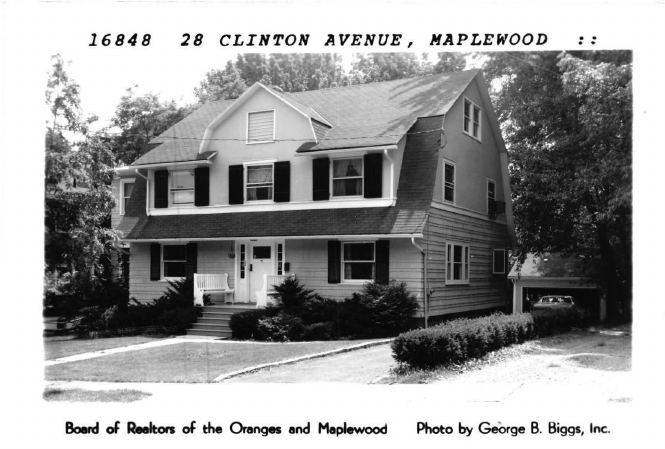 16848 28 CLINTON AVENUE, MAPLEWOOD ::
Board of Realtors of the Oranges and Maplewood Photo by George B. Biggs, Inc.